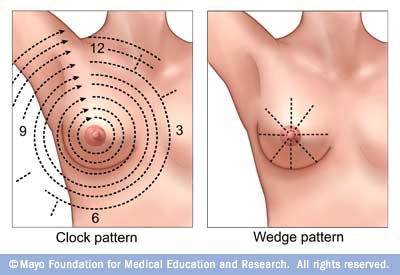 12
9
3
6
Clock pattern
Wedge pattern
© Mayo Foundation for Medical Education and Research. All rights reserved.